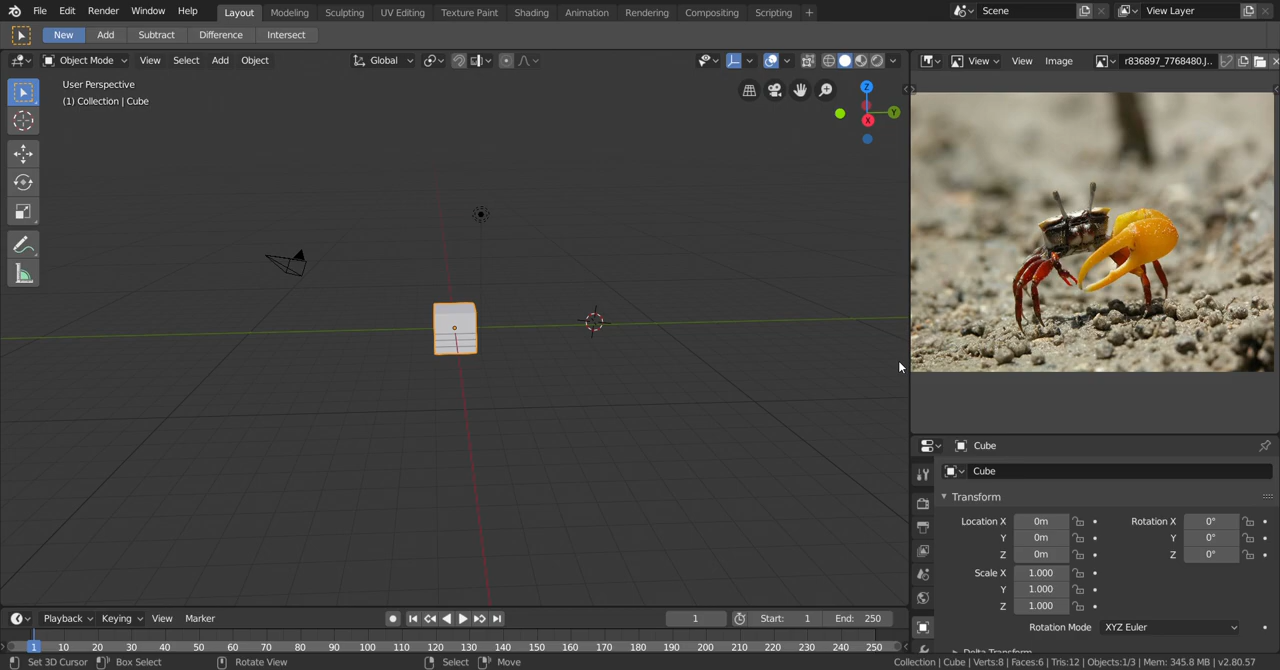 File Edit Render Window Help Layout Modeling Sculpting UV Editing Texture Paint Shading Animation Rendering Compositing Scripting + Scene View Layer
New Add Subtract Difference Intersect
Object Mode View Select Add Object Global View View Image r836897_7768480.j..
User Perspective
(1) Collection | Cube
Z
Y
X
Cube
Cube
Transform
Location X 0m Rotation X 0°
Y 0m Y 0°
Z 0m Z 0°
Scale X 1.000
Y 1.000
Z 1.000
Rotation Mode XYZ Euler
Playback Keying View Marker 1 Start: 1 End: 250
1 10 20 30 40 50 60 70 80 90 100 110 120 130 140 150 160 170 180 190 200 210 220 230 240 250
Delta Transform
Set 3D Cursor Box Select Rotate View Select Move Collection | Cube | Verts:8 | Faces:6 | Tris:12 | Objects:1/3 | Mem: 345.8 MB | v2.80.57